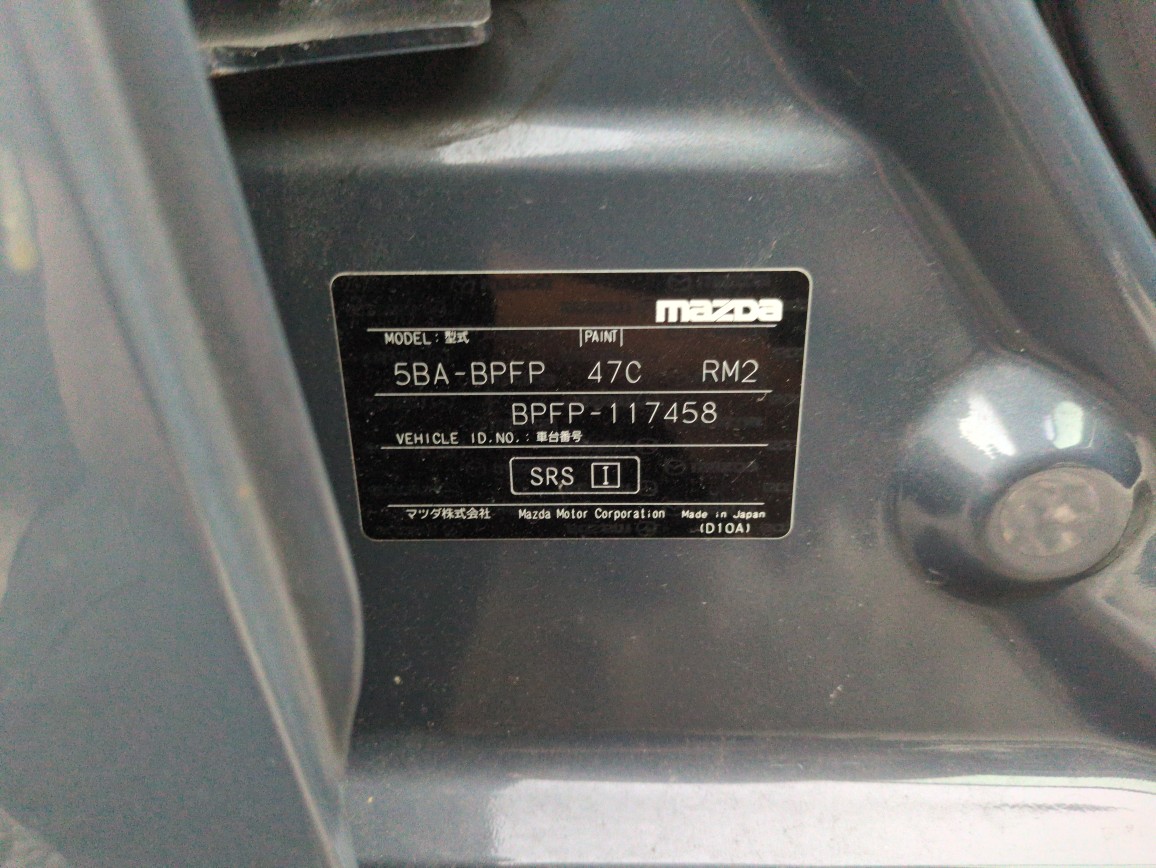 mazda
MODEL:型式 PAINT
5BA-BPFP 47C RM2
BPFP-117458
VEHICLE ID.NO.:車台番号
SRS I
マツダ株式会社 Mazda Motor Corporation Made in Japan
(D10A)